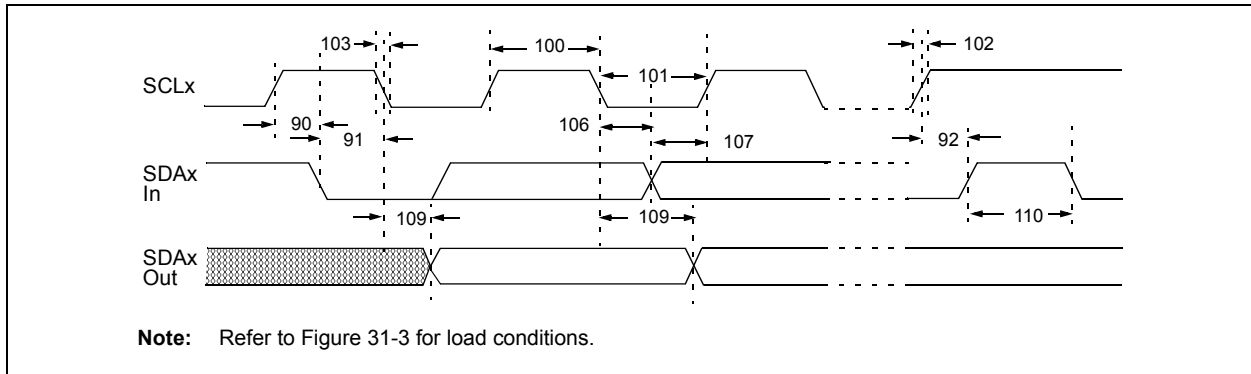 103
100
102
101
SCLx
90
91
106
107
92
SDAx
In
109
109
110
SDAx
Out
Note: Refer to Figure 31-3 for load conditions.